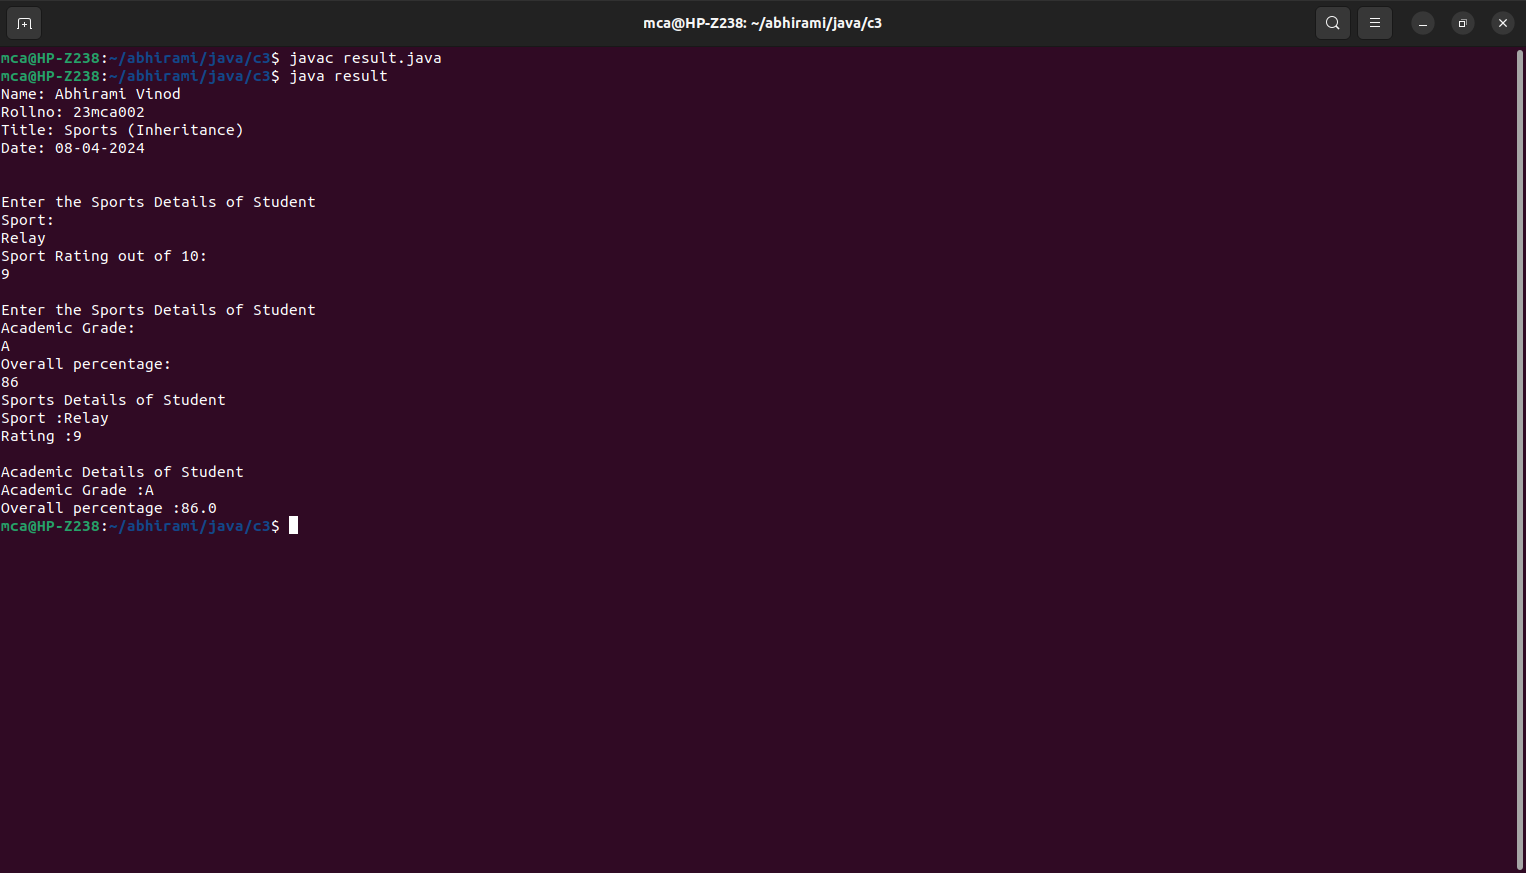 mca@HP-Z238: ~/abhirami/java/c3
mca@HP-Z238:~/abhirami/java/c3$ javac result.java
mca@HP-Z238:~/abhirami/java/c3$ java result
Name: Abhirami Vinod
Rollno: 23mca002
Title: Sports (Inheritance)
Date: 08-04-2024
Enter the Sports Details of Student
Sport:
Relay
Sport Rating out of 10:
9
Enter the Sports Details of Student
Academic Grade:
A
Overall percentage:
86
Sports Details of Student
Sport :Relay
Rating :9
Academic Details of Student
Academic Grade :A
Overall percentage :86.0
mca@HP-Z238:~/abhirami/java/c3$